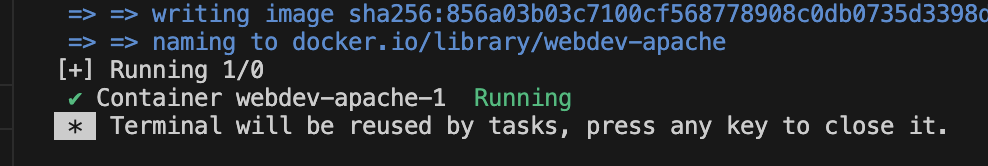 => => writing image sha256:856a03b03c7100cf568778908c0db0735d3398d
=> => naming to docker.io/library/webdev-apache
[+] Running 1/0
✔ Container webdev-apache-1  Running
* Terminal will be reused by tasks, press any key to close it.